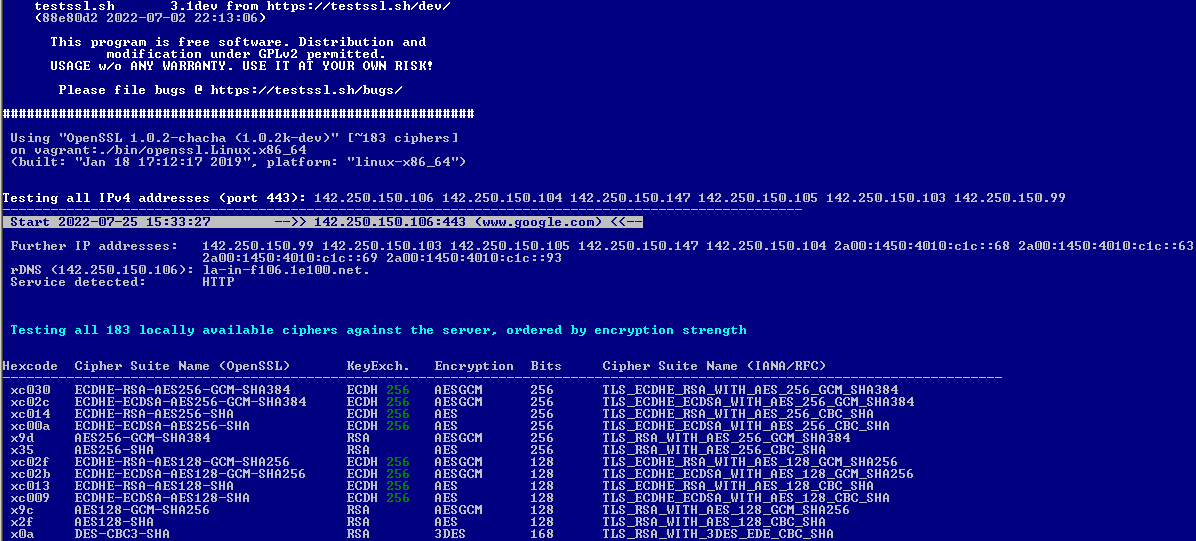 testssl.sh       3.1dev from https://testssl.sh/dev/
(88e80d2 2022-07-02 22:13:06)
This program is free software. Distribution and
modification under GPLv2 permitted.
USAGE w/o ANY WARRANTY. USE IT AT YOUR OWN RISK!
Please file bugs @ https://testssl.sh/bugs/
###########################################################
Using "OpenSSL 1.0.2-chacha (1.0.2k-dev)" [~183 ciphers]
on vagrant:./bin/openssl.Linux.x86_64
(built: "Jan 18 17:12:17 2019", platform: "linux-x86_64")
Testing all IPv4 addresses (port 443): 142.250.150.106 142.250.150.104 142.250.150.147 142.250.150.105 142.250.150.103 142.250.150.99
Start 2022-07-25 15:33:27        -->> 142.250.150.106:443 (www.google.com) <<--
Further IP addresses:   142.250.150.99 142.250.150.103 142.250.150.105 142.250.150.147 142.250.150.104 2a00:1450:4010:c1c::68 2a00:1450:4010:c1c::63
2a00:1450:4010:c1c::69 2a00:1450:4010:c1c::93
rDNS (142.250.150.106): la-in-f106.1e100.net.
Service detected:       HTTP
Testing all 183 locally available ciphers against the server, ordered by encryption strength
Hexcode  Cipher Suite Name (OpenSSL)       KeyExch.   Encryption  Bits     Cipher Suite Name (IANA/RFC)
xc030   ECDHE-RSA-AES256-GCM-SHA384       ECDH 256   AESGCM      256      TLS_ECDHE_RSA_WITH_AES_256_GCM_SHA384
xc02c   ECDHE-ECDSA-AES256-GCM-SHA384     ECDH 256   AESGCM      256      TLS_ECDHE_ECDSA_WITH_AES_256_GCM_SHA384
xc014   ECDHE-RSA-AES256-SHA              ECDH 256   AES         256      TLS_ECDHE_RSA_WITH_AES_256_CBC_SHA
xc00a   ECDHE-ECDSA-AES256-SHA            ECDH 256   AES         256      TLS_ECDHE_ECDSA_WITH_AES_256_CBC_SHA
x9d     AES256-GCM-SHA384                 RSA        AESGCM      256      TLS_RSA_WITH_AES_256_GCM_SHA384
x35     AES256-SHA                        RSA        AES         256      TLS_RSA_WITH_AES_256_CBC_SHA
xc02f   ECDHE-RSA-AES128-GCM-SHA256       ECDH 256   AESGCM      128      TLS_ECDHE_RSA_WITH_AES_128_GCM_SHA256
xc02b   ECDHE-ECDSA-AES128-GCM-SHA256     ECDH 256   AESGCM      128      TLS_ECDHE_ECDSA_WITH_AES_128_GCM_SHA256
xc013   ECDHE-RSA-AES128-SHA              ECDH 256   AES         128      TLS_ECDHE_RSA_WITH_AES_128_CBC_SHA
xc009   ECDHE-ECDSA-AES128-SHA            ECDH 256   AES         128      TLS_ECDHE_ECDSA_WITH_AES_128_CBC_SHA
x9c     AES128-GCM-SHA256                 RSA        AESGCM      128      TLS_RSA_WITH_AES_128_GCM_SHA256
x2f     AES128-SHA                        RSA        AES         128      TLS_RSA_WITH_AES_128_CBC_SHA
x0a     DES-CBC3-SHA                      RSA        3DES        168      TLS_RSA_WITH_3DES_EDE_CBC_SHA